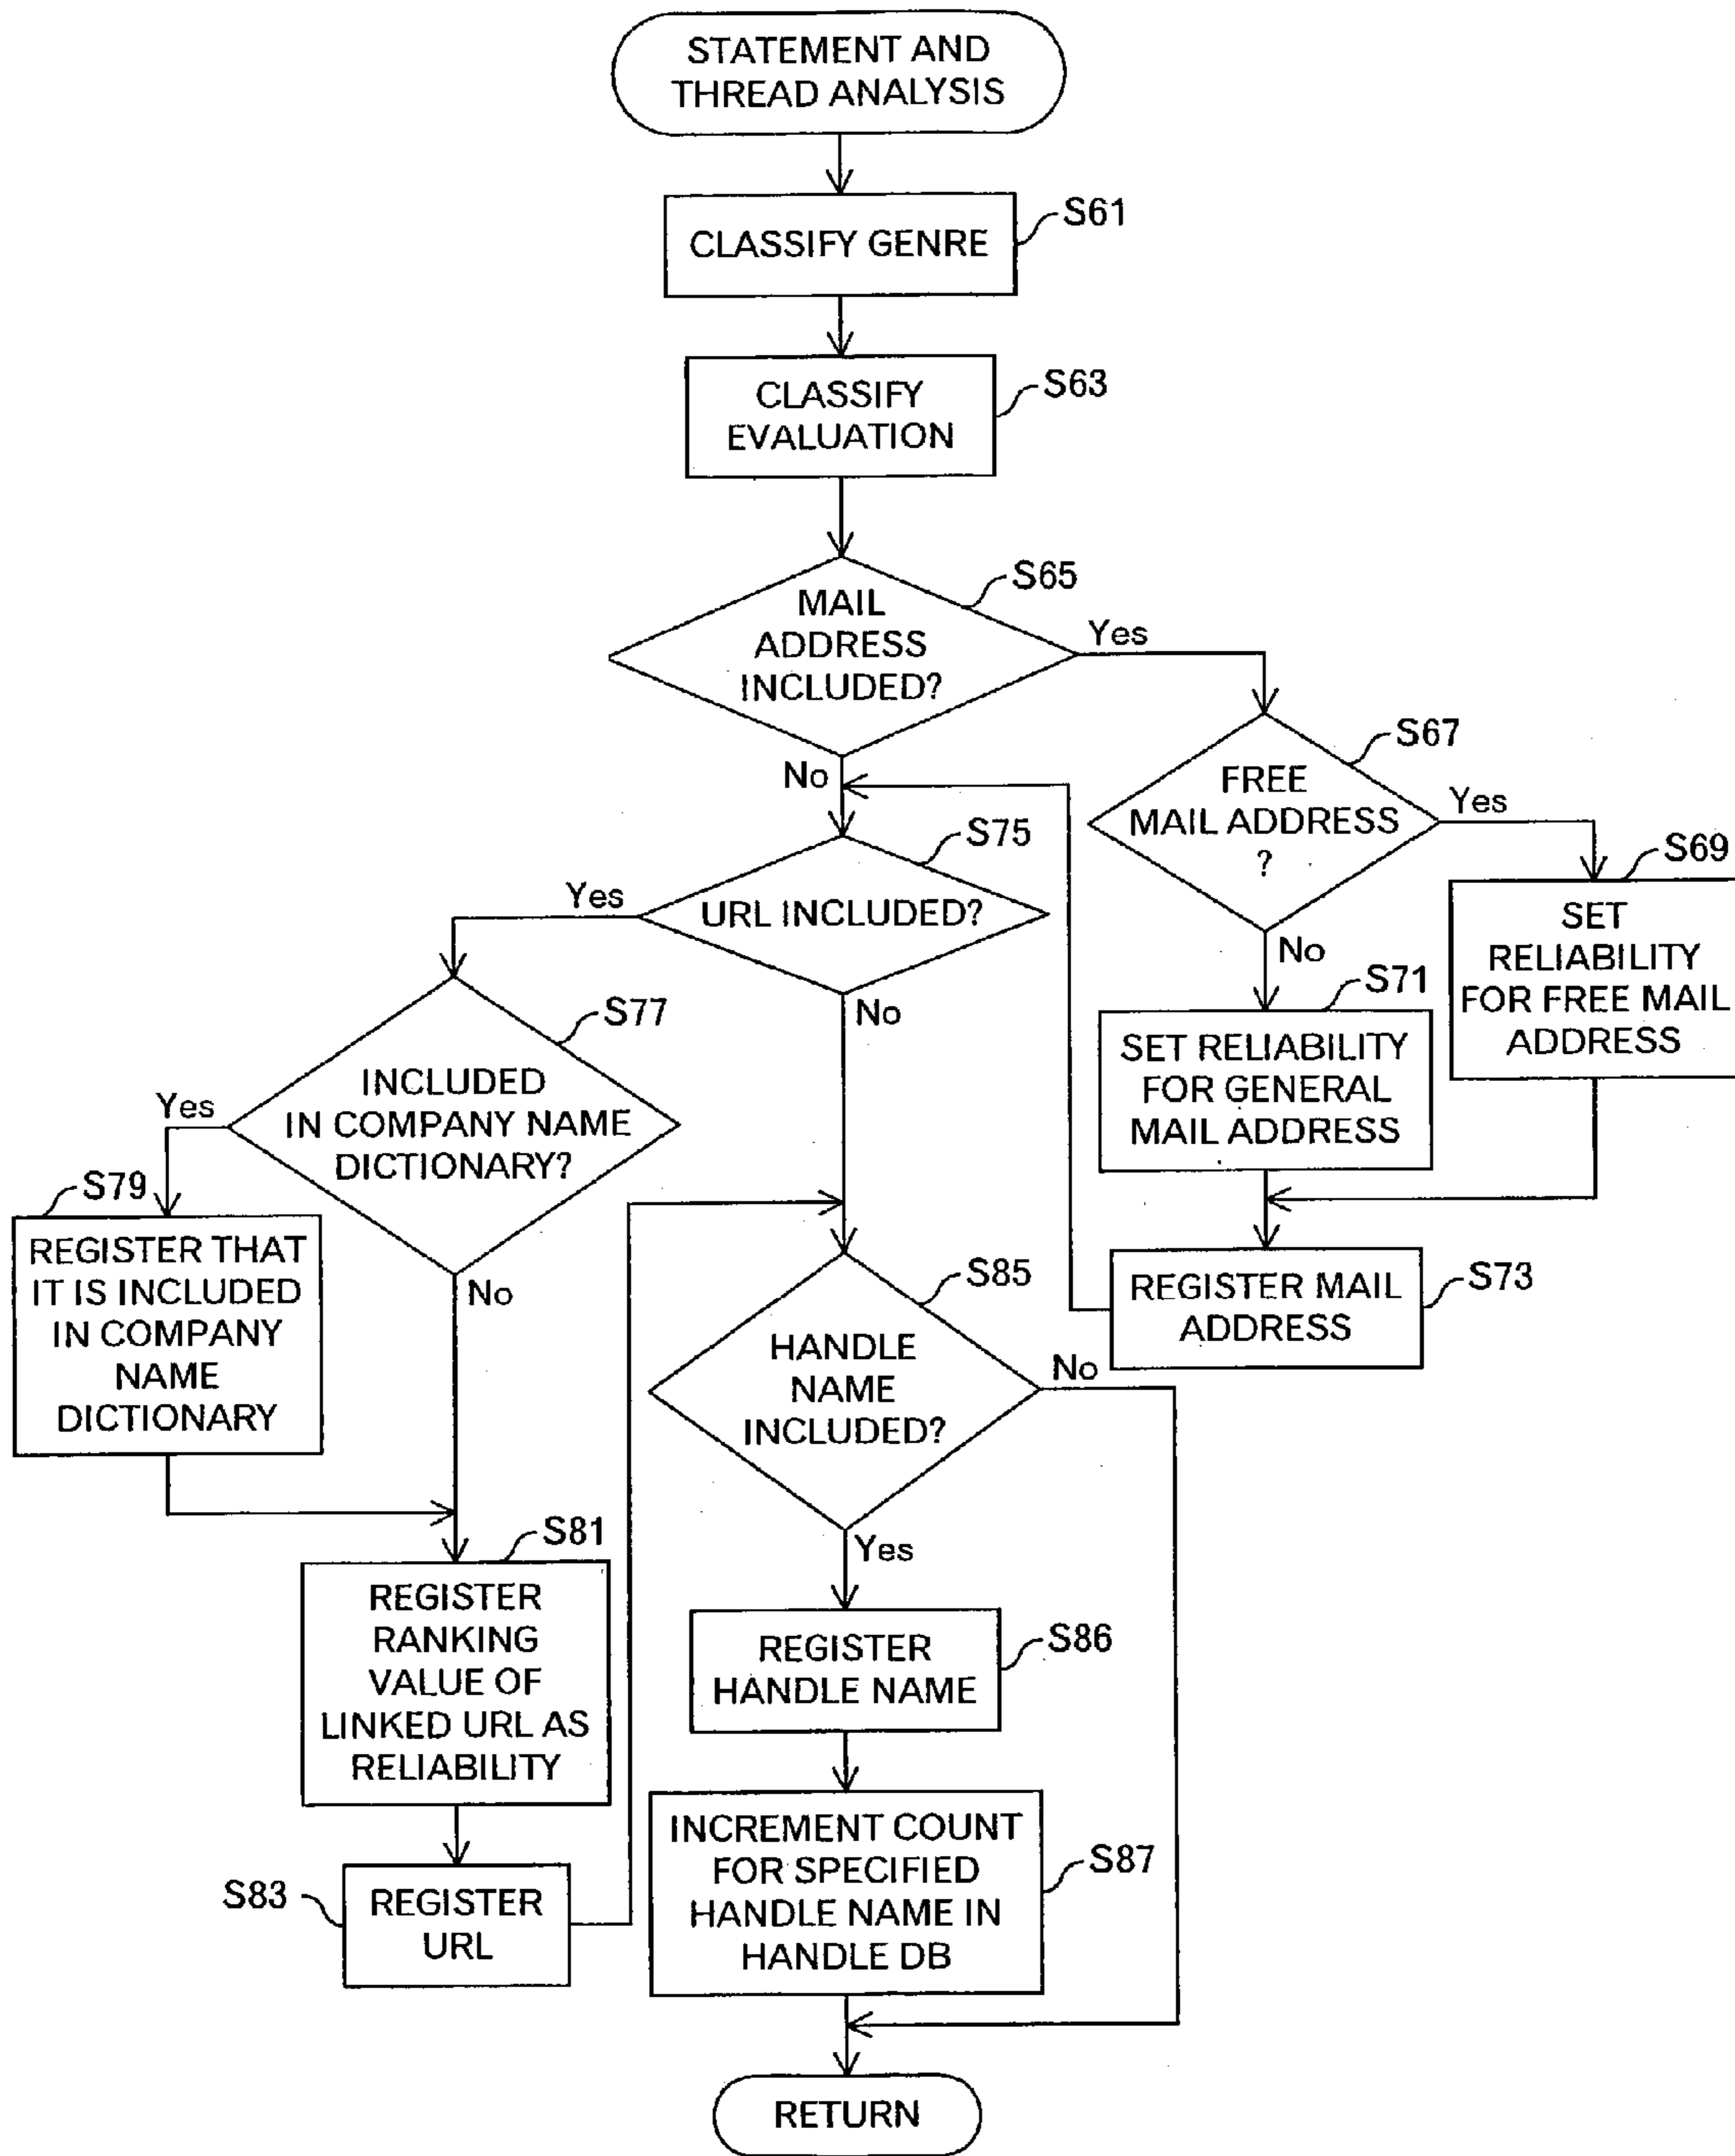 STATEMENT AND
THREAD ANALYSIS
S61
CLASSIFY GENRE
S63
CLASSIFY
EVALUATION
S65
MAIL
ADDRESS
INCLUDED?
Yes
No
S67
FREE
MAIL ADDRESS
?
Yes
No
S69
SET
RELIABILITY
FOR FREE MAIL
ADDRESS
S71
SET RELIABILITY
FOR GENERAL
MAIL ADDRESS
S73
REGISTER MAIL
ADDRESS
S75
URL INCLUDED?
Yes
No
S77
INCLUDED
IN COMPANY NAME
DICTIONARY?
Yes
No
S79
REGISTER THAT
IT IS INCLUDED
IN COMPANY
NAME
DICTIONARY
S81
REGISTER
RANKING
VALUE OF
LINKED URL AS
RELIABILITY
S83
REGISTER
URL
S85
HANDLE
NAME
INCLUDED?
No
Yes
S86
REGISTER
HANDLE NAME
S87
INCREMENT COUNT
FOR SPECIFIED
HANDLE NAME IN
HANDLE DB
RETURN